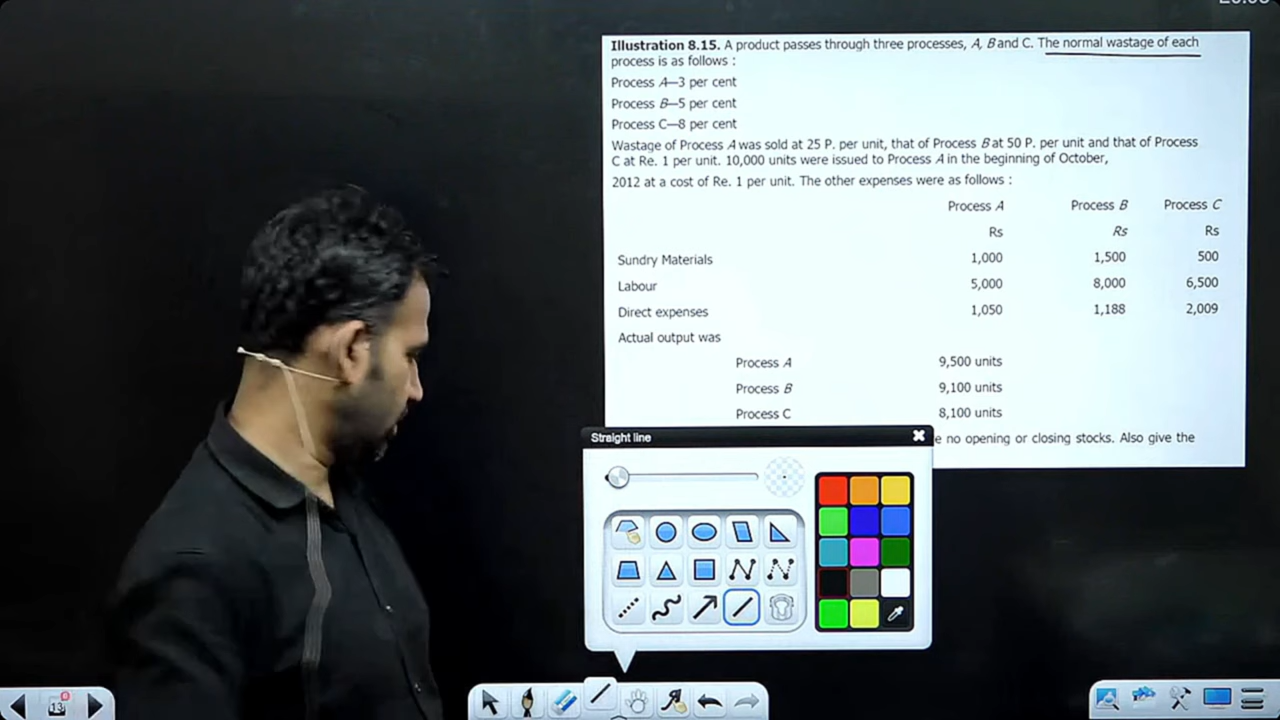 Illustration 8.15. A product passes through three processes, A, B and C. The normal wastage of each
process is as follows :
Process A—3 per cent
Process B—5 per cent
Process C—8 per cent
Wastage of Process A was sold at 25 P. per unit, that of Process B at 50 P. per unit and that of Process
C at Re. 1 per unit. 10,000 units were issued to Process A in the beginning of October,
2012 at a cost of Re. 1 per unit. The other expenses were as follows :
Process A Process B Process C
Rs Rs Rs
Sundry Materials 1,000 1,500 500
Labour 5,000 8,000 6,500
Direct expenses 1,050 1,188 2,009
Actual output was
Process A 9,500 units
Process B 9,100 units
Process C 8,100 units
no opening or closing stocks. Also give the
Straight line
13